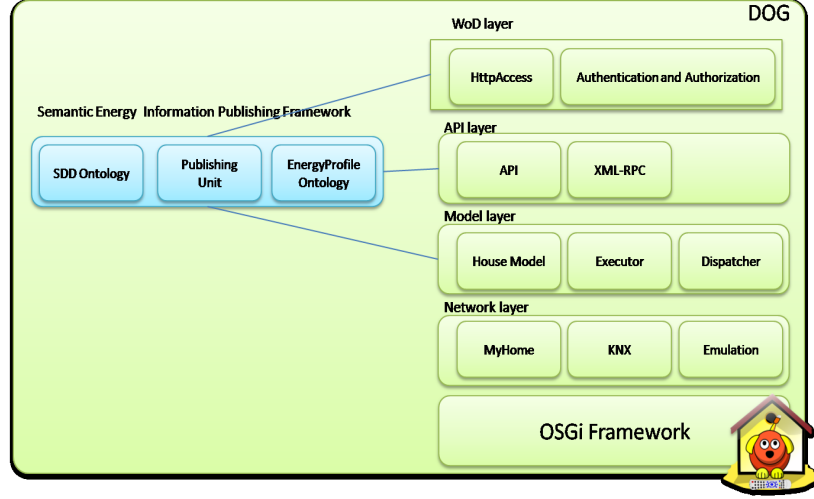 DOG
WoD layer
HttpAccess
Authentication and Authorization
Semantic Energy Information Publishing Framework
SDD Ontology
Publishing
Unit
EnergyProfile
Ontology
API layer
API
XML-RPC
Model layer
House Model
Executor
Dispatcher
Network layer
MyHome
KNX
Emulation
OSGi Framework